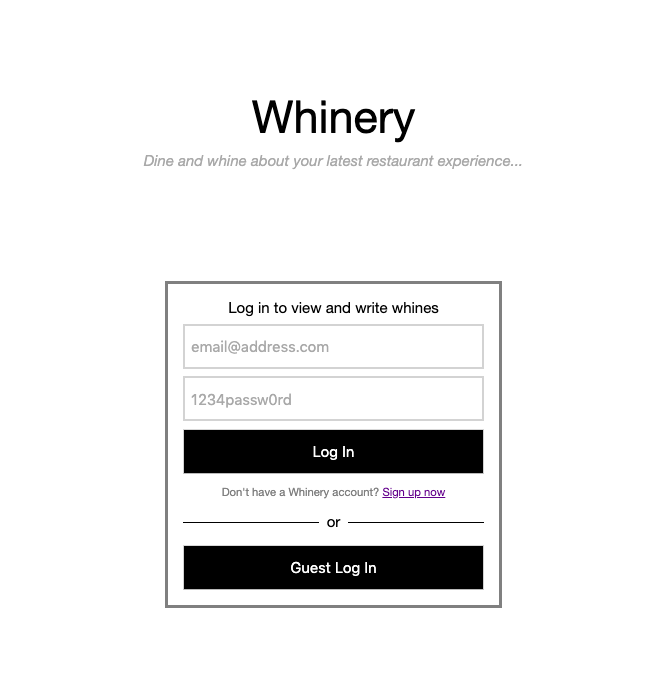 Whinery
Dine and whine about your latest restaurant experience...
Log in to view and write whines
email@address.com
1234passw0rd
Log In
Don't have a Whinery account? Sign up now
or
Guest Log In